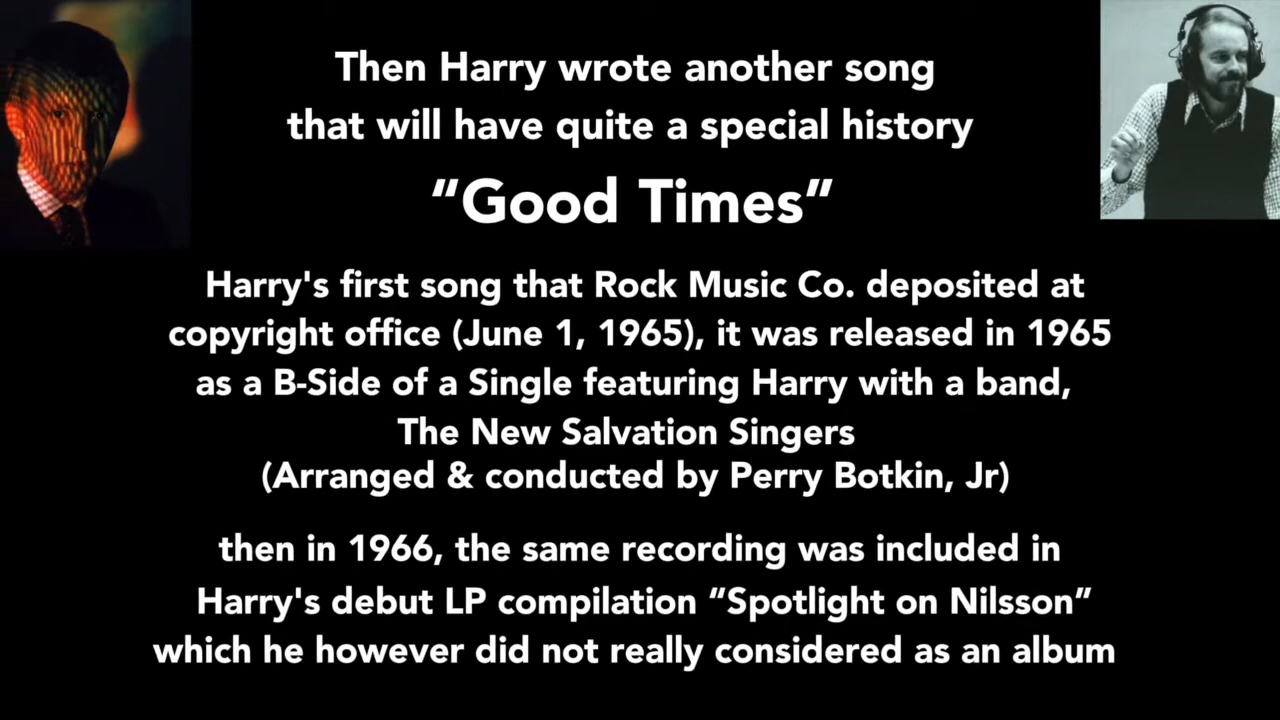 Then Harry wrote another song
that will have quite a special history
“Good Times”
Harry's first song that Rock Music Co. deposited at
copyright office (June 1, 1965), it was released in 1965
as a B-Side of a Single featuring Harry with a band,
The New Salvation Singers
(Arranged & conducted by Perry Botkin, Jr)
then in 1966, the same recording was included in
Harry's debut LP compilation “Spotlight on Nilsson”
which he however did not really considered as an album